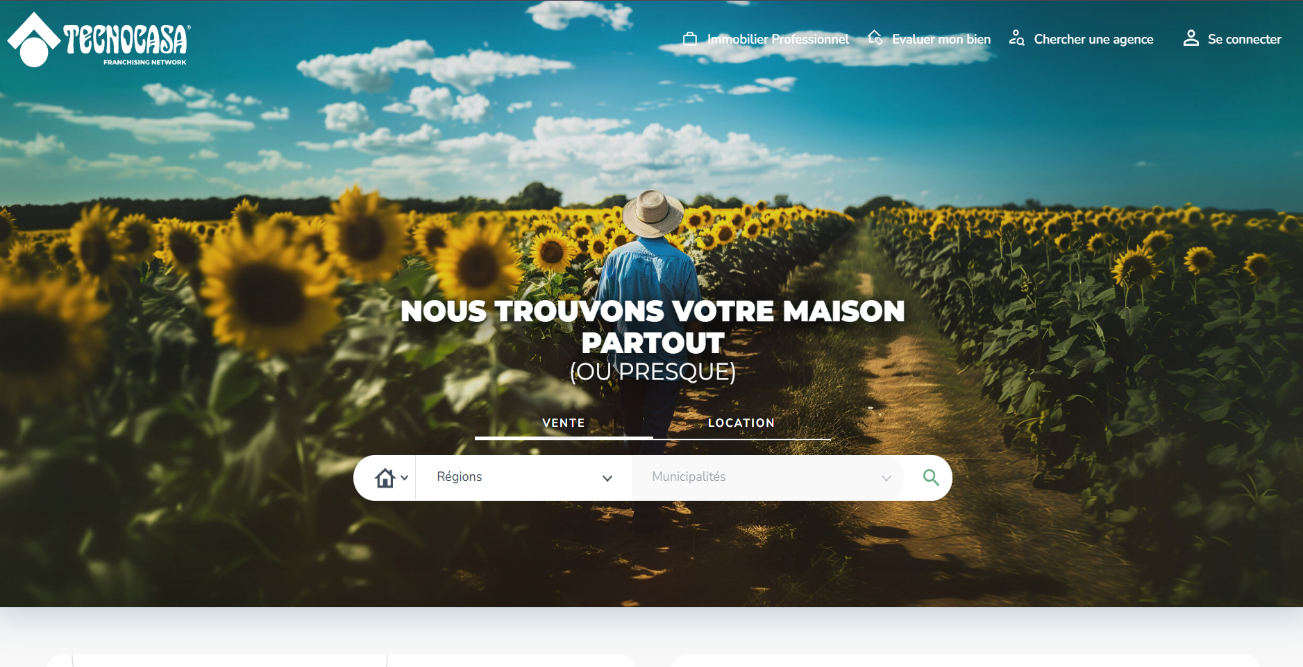 TECNOCASA®
FRANCHISING NETWORK
Immobilier Professionnel
Evaluer mon bien
Chercher une agence
Se connecter
NOUS TROUVONS VOTRE MAISON
PARTOUT
(OU PRESQUE)
VENTE
LOCATION
Régions
Municipalités